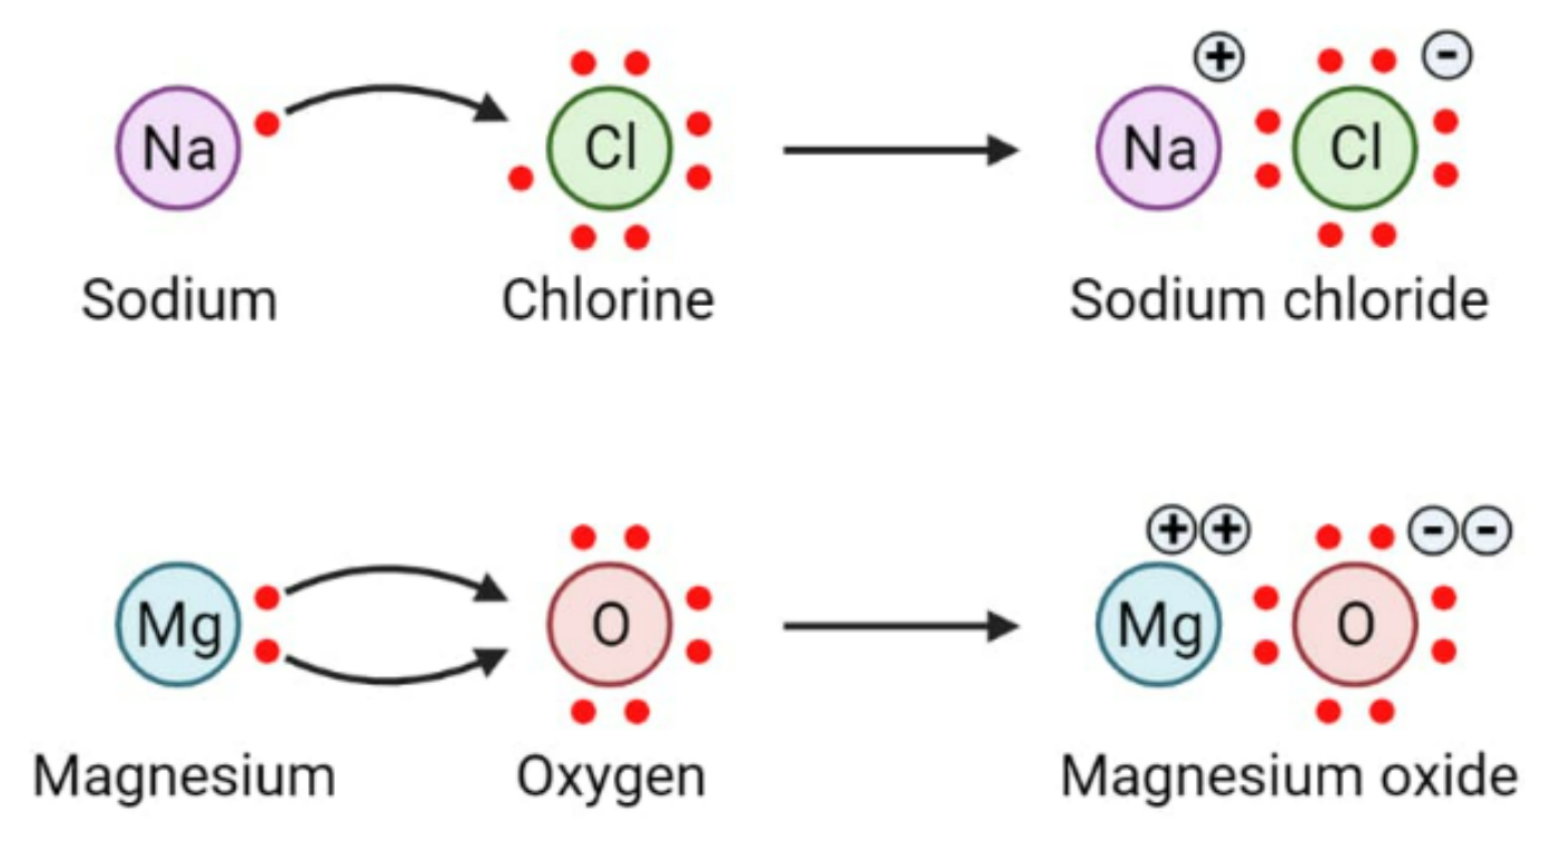 Na Cl Na + Cl -
Sodium Chlorine Sodium chloride
Mg O Mg ++ O --
Magnesium Oxygen Magnesium oxide